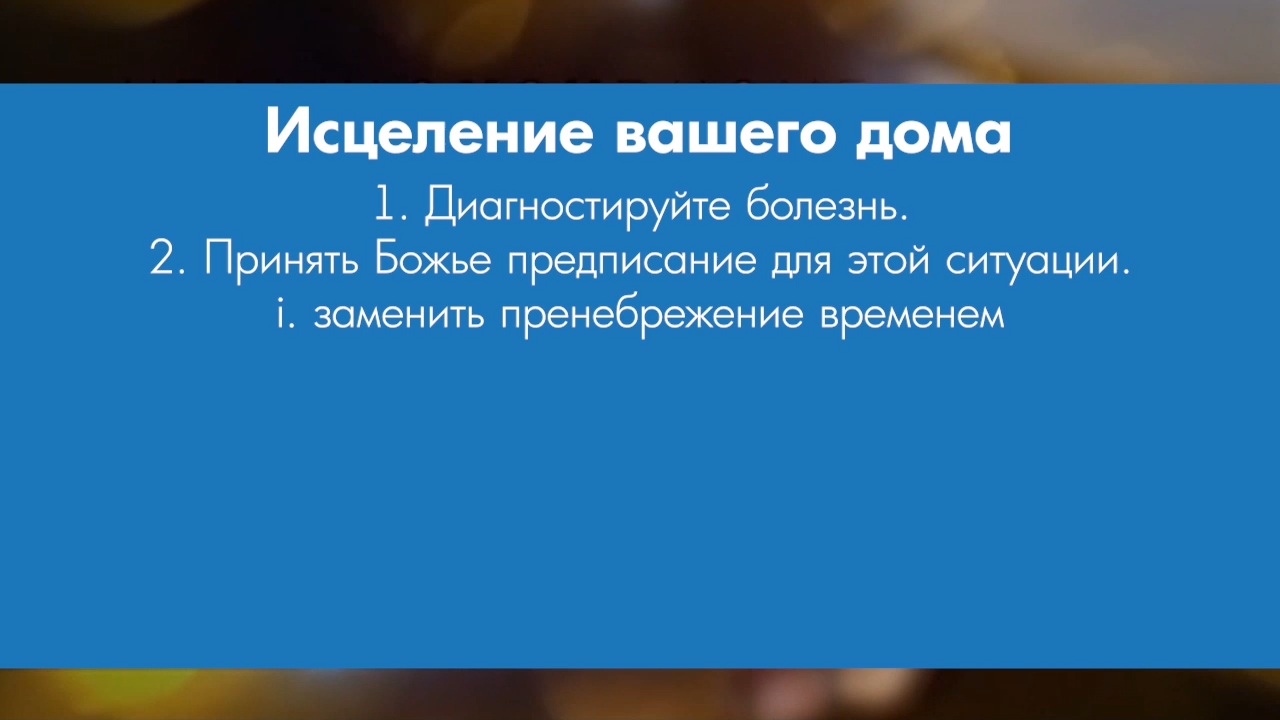 Исцеление вашего дома
1. Диагностируйте болезнь.
2. Принять Божье предписание для этой ситуации.
i. заменить пренебрежение временем